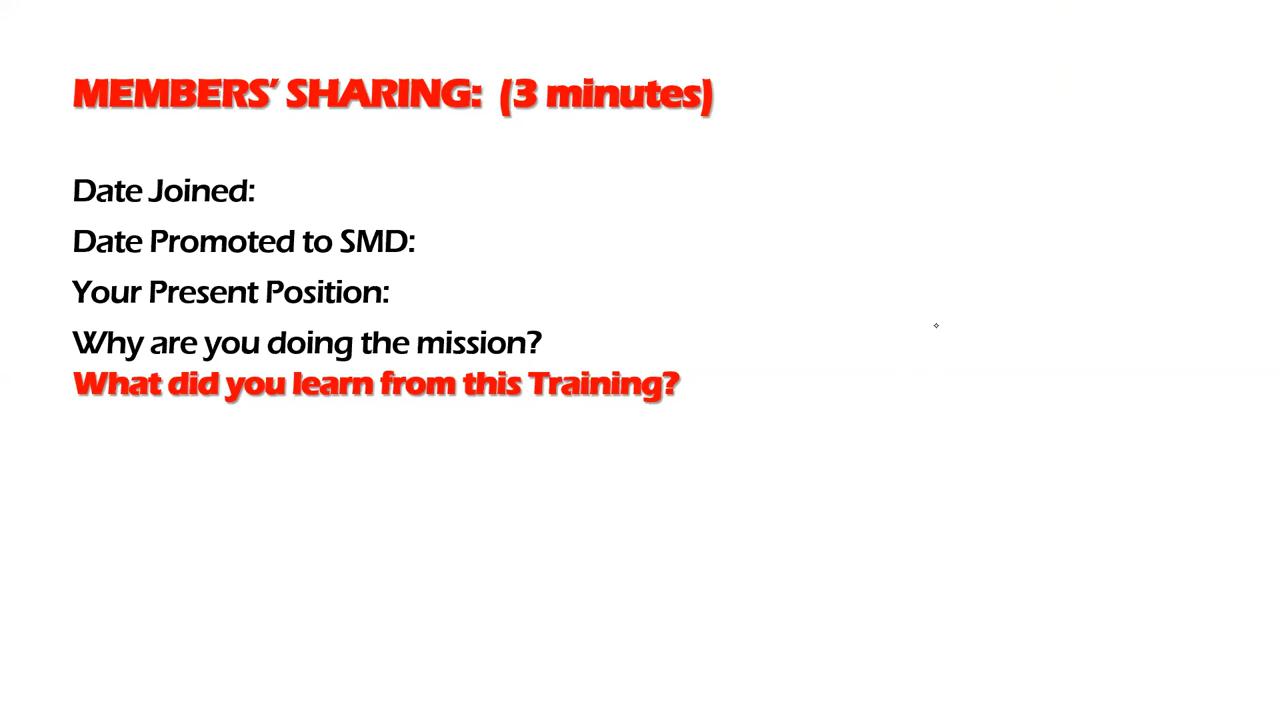 MEMBERS’ SHARING: (3 minutes)
Date Joined:
Date Promoted to SMD:
Your Present Position:
Why are you doing the mission?
What did you learn from this Training?